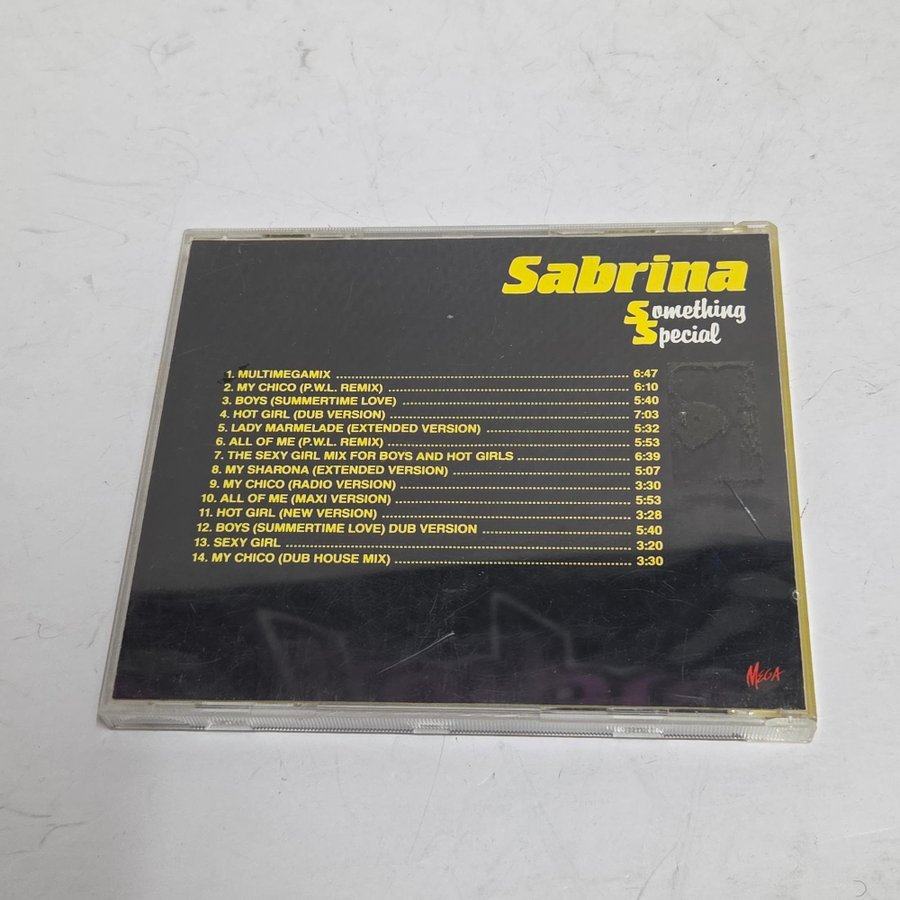 Sabrina
Something
Special
1. MULTIMEGAMIX 6:47
2. MY CHICO (P.W.L. REMIX) 6:10
3. BOYS (SUMMERTIME LOVE) 5:40
4. HOT GIRL (DUB VERSION) 7:03
5. LADY MARMELADE (EXTENDED VERSION) 5:32
6. ALL OF ME (P.W.L. REMIX) 5:53
7. THE SEXY GIRL MIX FOR BOYS AND HOT GIRLS 6:39
8. MY SHARONA (EXTENDED VERSION) 5:07
9. MY CHICO (RADIO VERSION) 3:30
10. ALL OF ME (MAXI VERSION) 5:53
11. HOT GIRL (NEW VERSION) 3:28
12. BOYS (SUMMERTIME LOVE) DUB VERSION 5:40
13. SEXY GIRL 3:20
14. MY CHICO (DUB HOUSE MIX) 3:30
MEGA